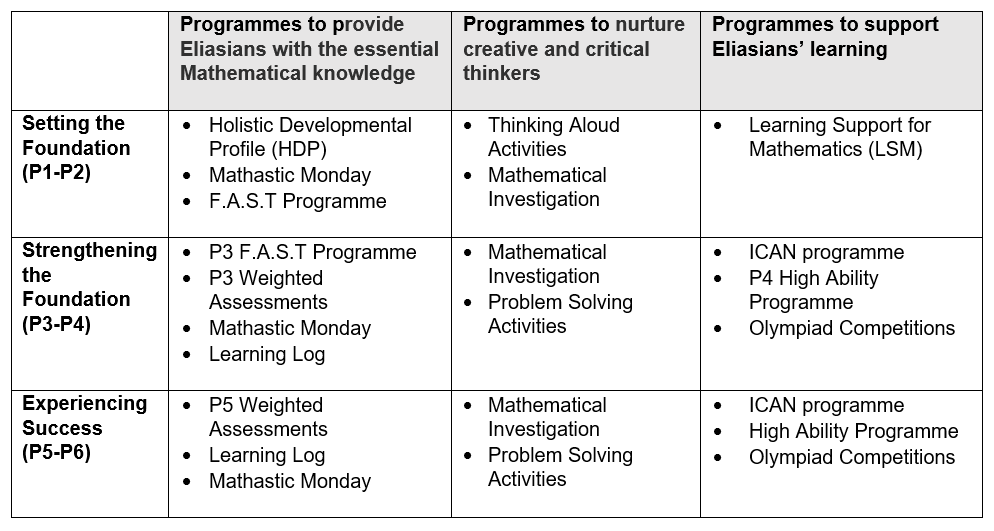 Programmes to provide
Eliasians with the essential
Mathematical knowledge
Programmes to nurture
creative and critical
thinkers
Programmes to support
Eliasians’ learning
Setting the
Foundation
(P1-P2)
• Holistic Developmental
Profile (HDP)
• Mathastic Monday
• F.A.S.T Programme
• Thinking Aloud
Activities
• Mathematical
Investigation
• Learning Support for
Mathematics (LSM)
Strengthening
the
Foundation
(P3-P4)
• P3 F.A.S.T Programme
• P3 Weighted
Assessments
• Mathastic Monday
• Learning Log
• Mathematical
Investigation
• Problem Solving
Activities
• ICAN programme
• P4 High Ability
Programme
• Olympiad Competitions
Experiencing
Success
(P5-P6)
• P5 Weighted
Assessments
• Learning Log
• Mathastic Monday
• Mathematical
Investigation
• Problem Solving
Activities
• ICAN programme
• High Ability Programme
• Olympiad Competitions